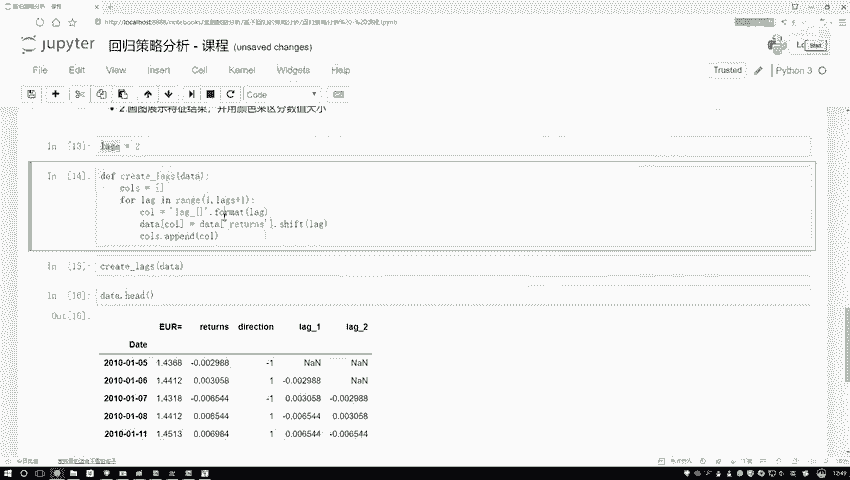 localhost:8888/notebooks/
jupyter 回归策略分析 - 课程 (unsaved changes)
File Edit View Insert Cell Kernel Widgets Help
Trusted Python 3
Code
2.画图展示特征结果，并用颜色来区分数值大小
In [13] lags = 2
In [14] def create_lags(data):
cols = []
for lag in range(1,lags+1):
col = 'lag_{}'.format(lag)
data[col] = data['returns'].shift(lag)
cols.append(col)
In [15] create_lags(data)
In [16] data.head()
Out[16].
EUR= returns direction lag_1 lag_2
Date
2010-01-05 1.4368 -0.002988 -1 NaN NaN
2010-01-06 1.4412 0.003058 1 -0.002988 NaN
2010-01-07 1.4318 -0.006544 -1 0.003058 -0.002988
2010-01-08 1.4412 0.006544 1 -0.006544 0.003058
2010-01-11 1.4513 0.006984 1 0.006544 -0.006544
12:49